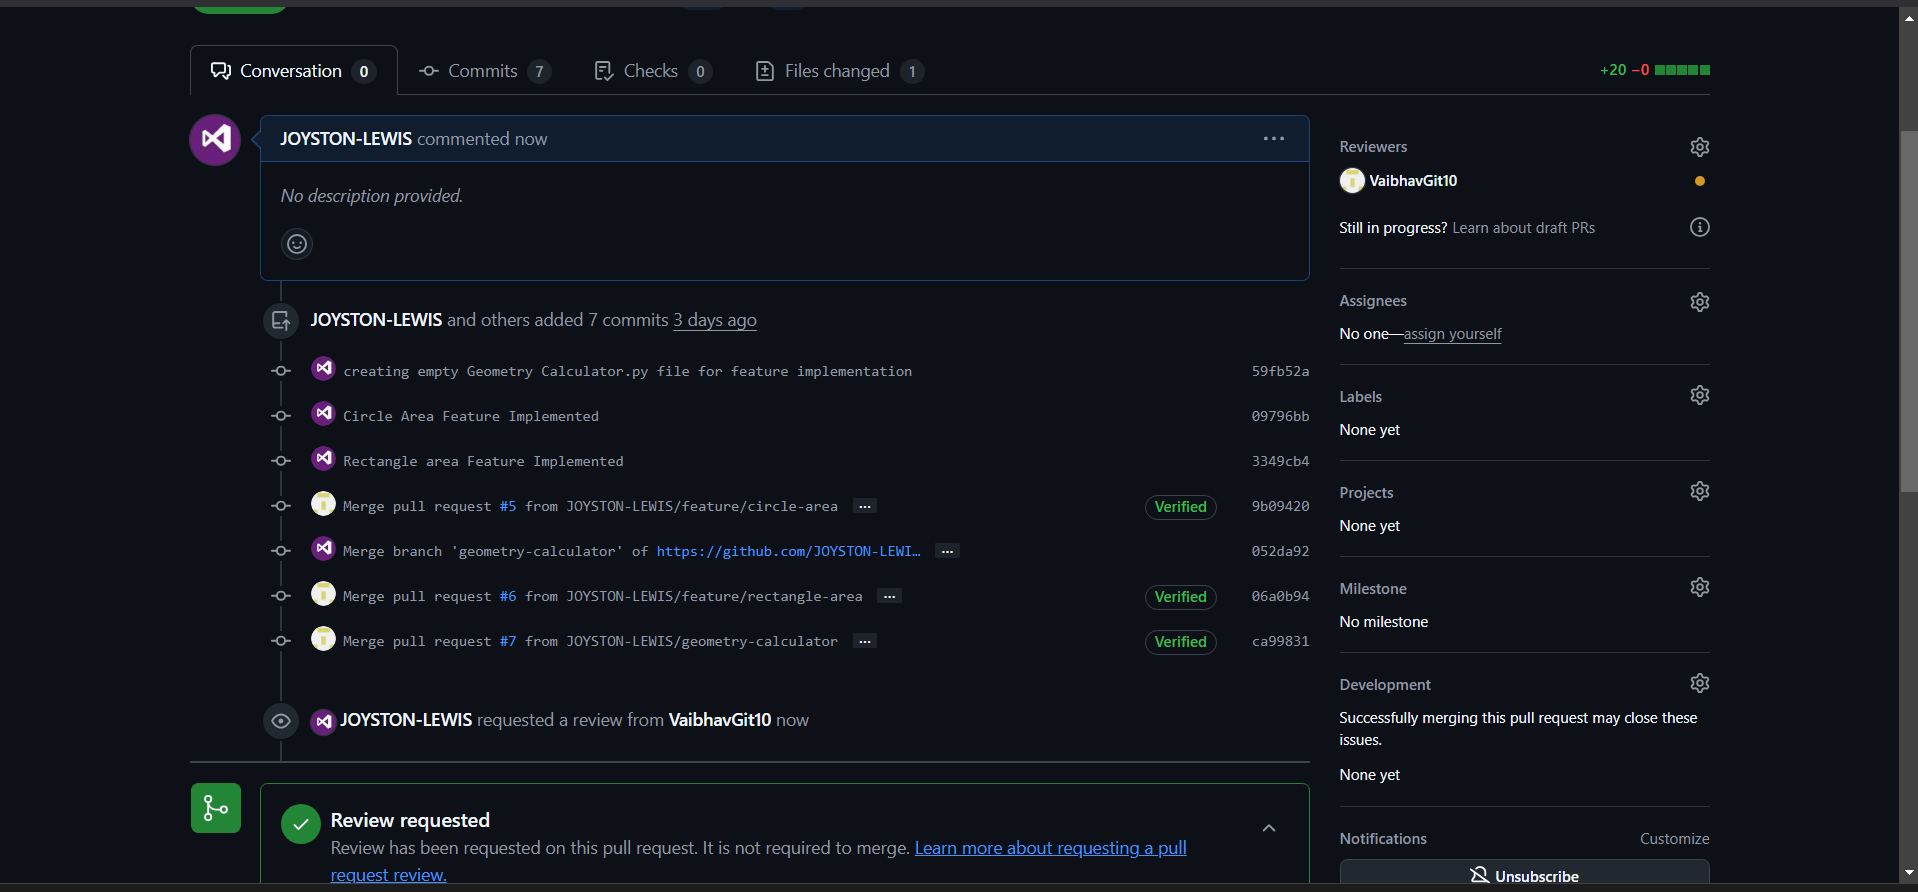 Conversation 0 Commits 7 Checks 0 Files changed 1 +20 −0
JOYSTON-LEWIS commented now
No description provided.
JOYSTON-LEWIS and others added 7 commits 3 days ago
creating empty Geometry Calculator.py file for feature implementation 59fb52a
Circle Area Feature Implemented 09796bb
Rectangle area Feature Implemented 3349cb4
Merge pull request #5 from JOYSTON-LEWIS/feature/circle-area … Verified 9b09420
Merge branch 'geometry-calculator' of https://github.com/JOYSTON-LEWI… … 052da92
Merge pull request #6 from JOYSTON-LEWIS/feature/rectangle-area … Verified 06a0b94
Merge pull request #7 from JOYSTON-LEWIS/geometry-calculator … Verified ca99831
JOYSTON-LEWIS requested a review from VaibhavGit10 now
Review requested
Review has been requested on this pull request. It is not required to merge. Learn more about requesting a pull
request review.
Reviewers
VaibhavGit10
Still in progress? Learn about draft PRs
Assignees
No one—assign yourself
Labels
None yet
Projects
None yet
Milestone
No milestone
Development
Successfully merging this pull request may close these
issues.
None yet
Notifications Customize
Unsubscribe